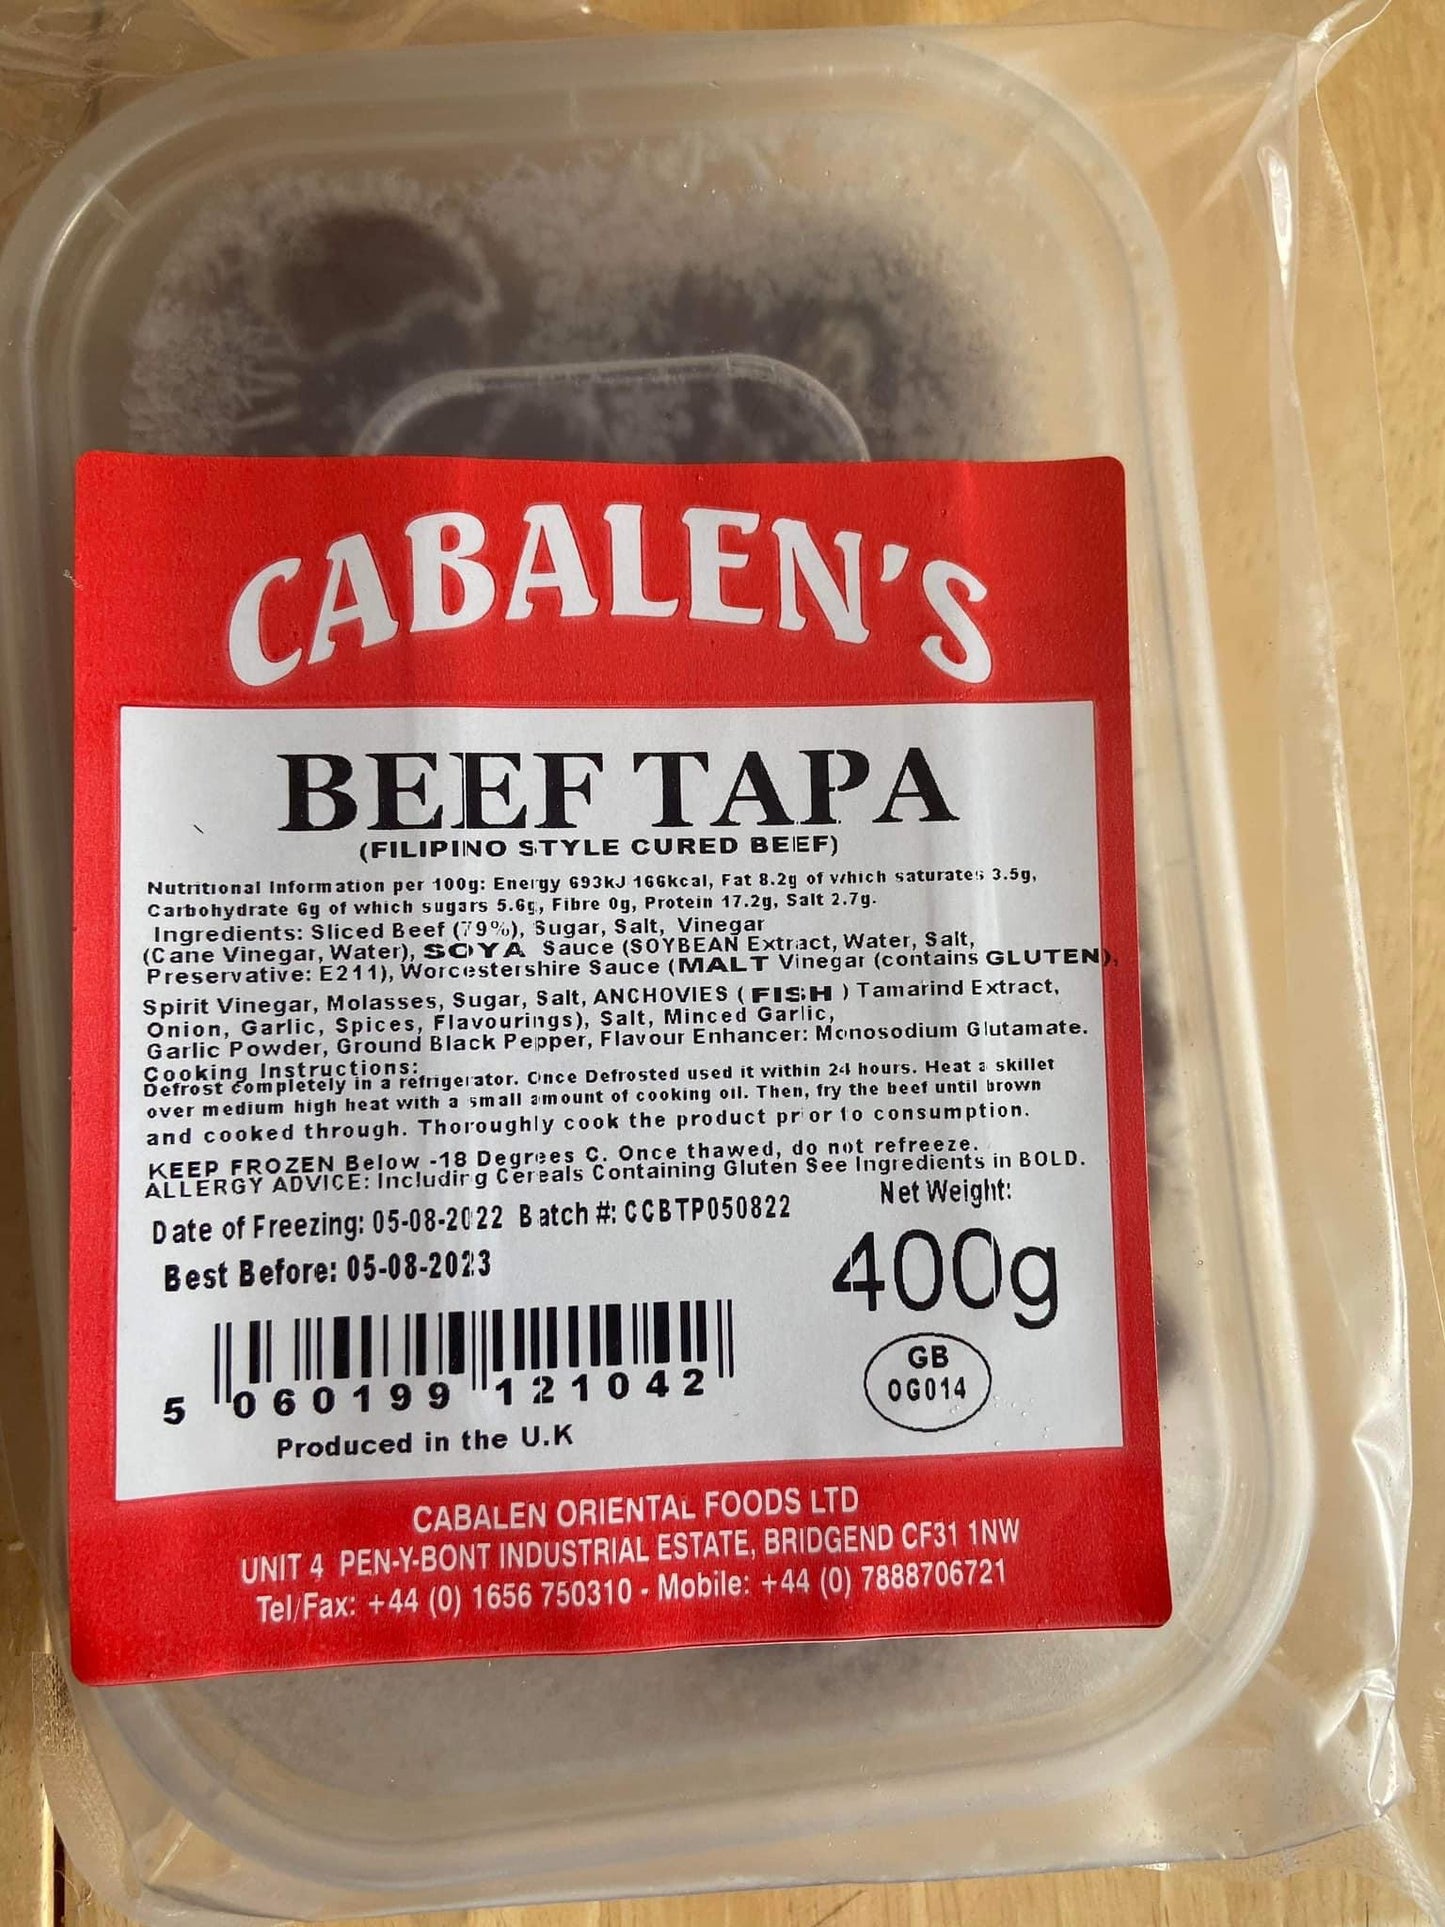 CABALEN'S
BEEF TAPA
(FILIPINO STYLE CURED BEEF)
Nutritional Information per 100g: Energy 693kJ 166kcal, Fat 8.2g of which saturates 3.5g,
Carbohydrate 6g of which sugars 5.6g, Fibre 0g, Protein 17.2g, Salt 2.7g.
Ingredients: Sliced Beef (79%), Sugar, Salt, Vinegar
(Cane Vinegar, Water), SOYA Sauce (SOYBEAN Extract, Water, Salt,
Preservative: E211), Worcestershire Sauce (MALT Vinegar (contains GLUTEN),
Spirit Vinegar, Molasses, Sugar, Salt, ANCHOVIES (FISH) Tamarind Extract,
Onion, Garlic, Spices, Flavourings), Salt, Minced Garlic,
Garlic Powder, Ground Black Pepper, Flavour Enhancer: Monosodium Glutamate.
Cooking Instructions:
Defrost completely in a refrigerator. Once Defrosted used it within 24 hours. Heat a skillet
over medium high heat with a small amount of cooking oil. Then, fry the beef until brown
and cooked through. Thoroughly cook the product prior to consumption.
KEEP FROZEN Below -18 Degrees C. Once thawed, do not refreeze.
ALLERGY ADVICE: Including Cereals Containing Gluten See Ingredients in BOLD.
Date of Freezing: 05-08-2022 Batch #: CCBTP050822
Best Before: 05-08-2023
Net Weight:
400g
5 060199 121042
GB
OG014
Produced in the U.K
CABALEN ORIENTAL FOODS LTD
UNIT 4 PEN-Y-BONT INDUSTRIAL ESTATE, BRIDGEND CF31 1NW
Tel/Fax: +44 (0) 1656 750310 - Mobile: +44 (0) 7888706721